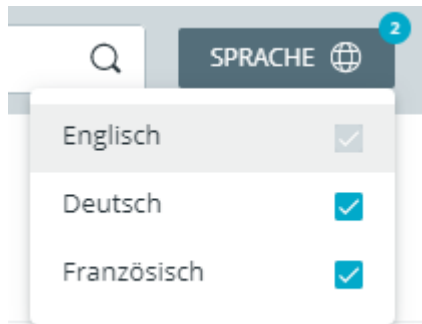 2
SPRACHE
Englisch
Deutsch
Französisch